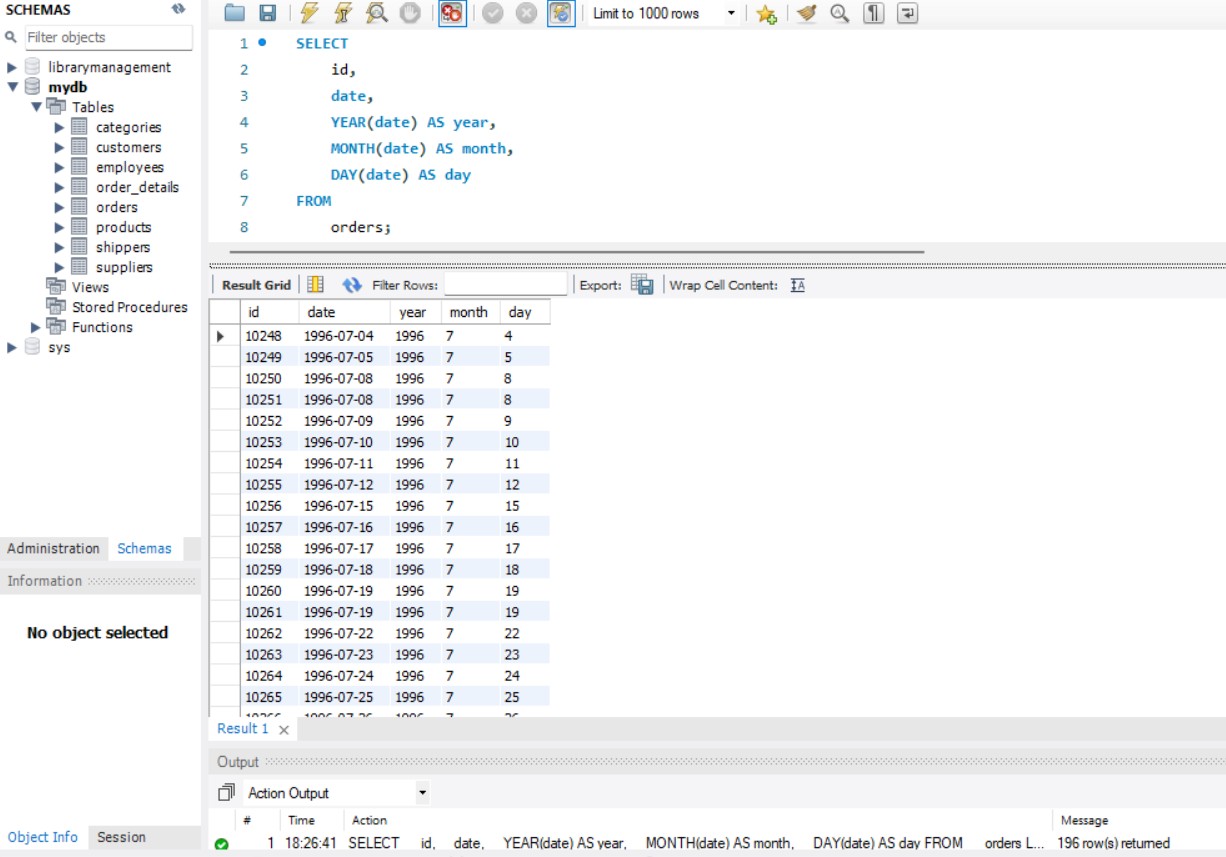 SCHEMAS
Filter objects
librarymanagement
mydb
Tables
categories
customers
employees
order_details
orders
products
shippers
suppliers
Views
Stored Procedures
Functions
sys
Administration Schemas
Information
No object selected
Object Info Session
Limit to 1000 rows
1 SELECT
2 id,
3 date,
4 YEAR(date) AS year,
5 MONTH(date) AS month,
6 DAY(date) AS day
7 FROM
8 orders;
Result Grid Filter Rows: Export: Wrap Cell Content:
id date year month day
10248 1996-07-04 1996 7 4
10249 1996-07-05 1996 7 5
10250 1996-07-08 1996 7 8
10251 1996-07-08 1996 7 8
10252 1996-07-09 1996 7 9
10253 1996-07-10 1996 7 10
10254 1996-07-11 1996 7 11
10255 1996-07-12 1996 7 12
10256 1996-07-15 1996 7 15
10257 1996-07-16 1996 7 16
10258 1996-07-17 1996 7 17
10259 1996-07-18 1996 7 18
10260 1996-07-19 1996 7 19
10261 1996-07-19 1996 7 19
10262 1996-07-22 1996 7 22
10263 1996-07-23 1996 7 23
10264 1996-07-24 1996 7 24
10265 1996-07-25 1996 7 25
Result 1
Output
Action Output
# Time Action Message
1 18:26:41 SELECT id, date, YEAR(date) AS year, MONTH(date) AS month, DAY(date) AS day FROM orders L... 196 row(s) returned